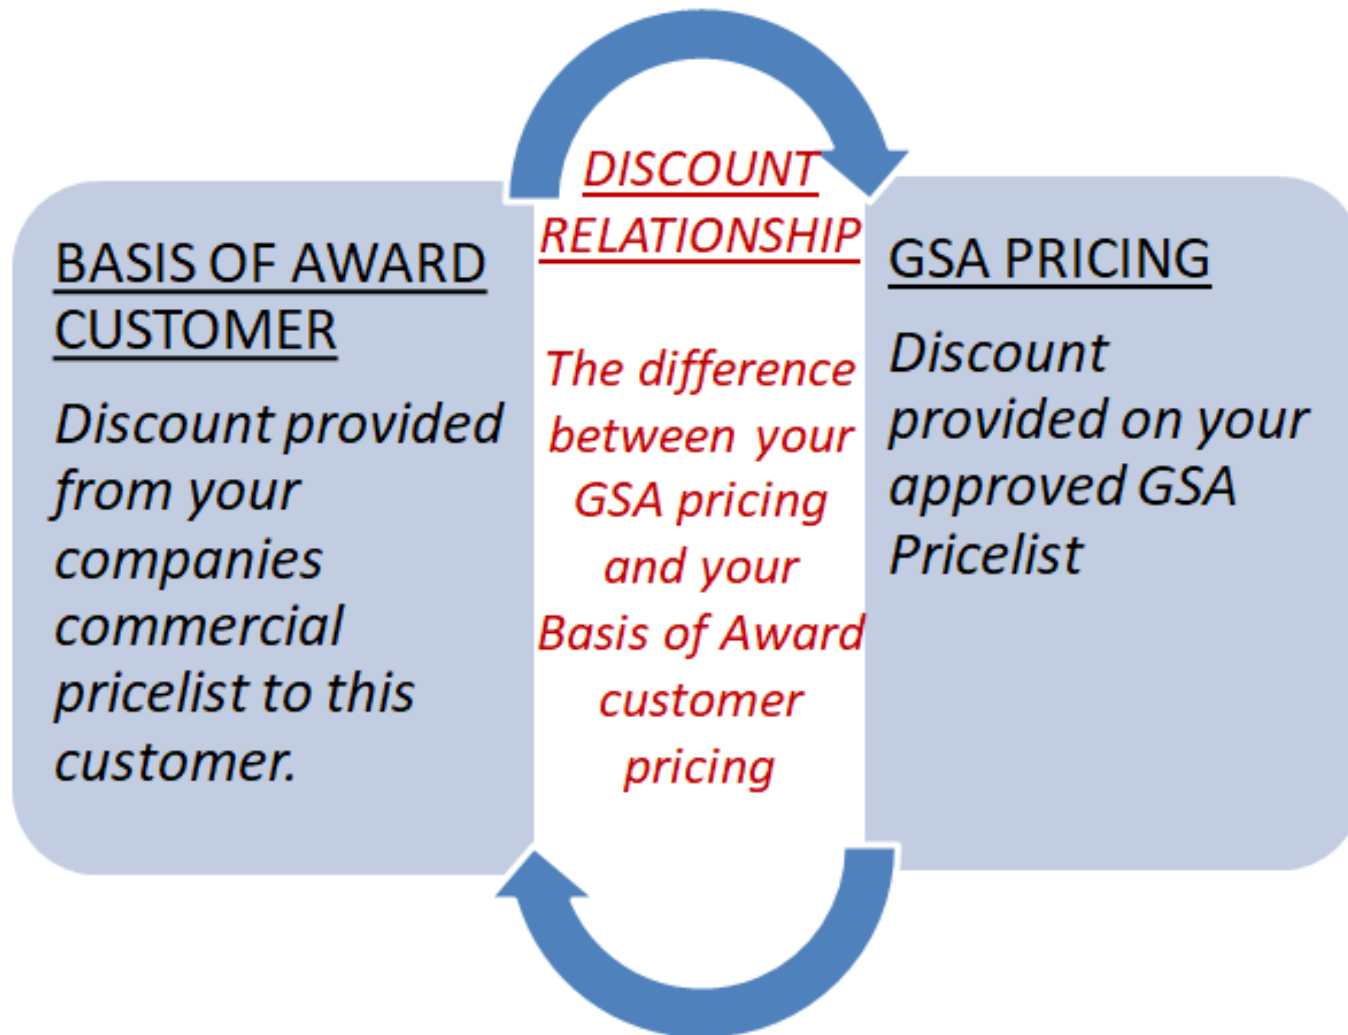 BASIS OF AWARD
CUSTOMER
Discount provided
from your
companies
commercial
pricelist to this
customer.
DISCOUNT
RELATIONSHIP
The difference
between your
GSA pricing
and your
Basis of Award
customer
pricing
GSA PRICING
Discount
provided on your
approved GSA
Pricelist